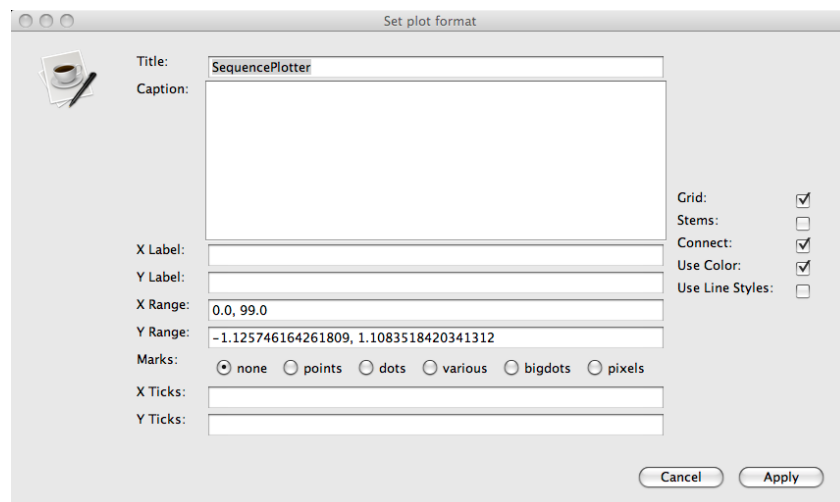 Set plot format
Title: SequencePlotter
Caption:
Grid:
Stems:
Connect:
Use Color:
Use Line Styles:
X Label:
Y Label:
X Range: 0.0, 99.0
Y Range: -1.125746164261809, 1.1083518420341312
Marks: none points dots various bigdots pixels
X Ticks:
Y Ticks:
Cancel Apply